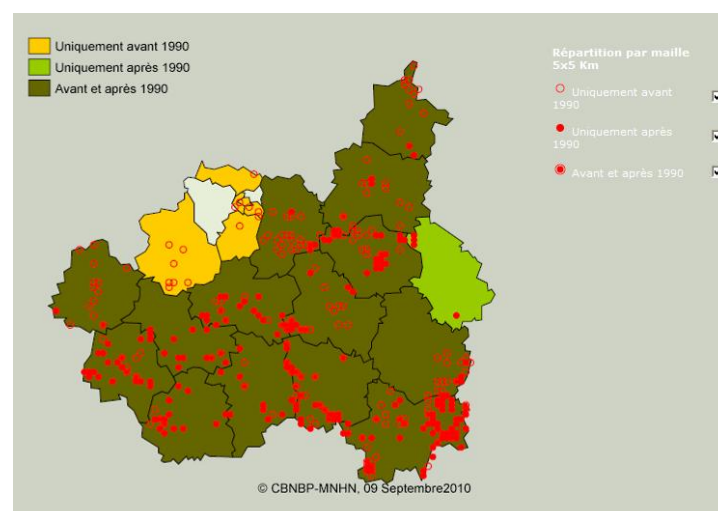 Uniquement avant 1990
Uniquement après 1990
Avant et après 1990
Répartition par maille
5x5 Km
Uniquement avant
1990
Uniquement après
1990
Avant et après 1990
© CBNBP-MNHN, 09 Septembre2010